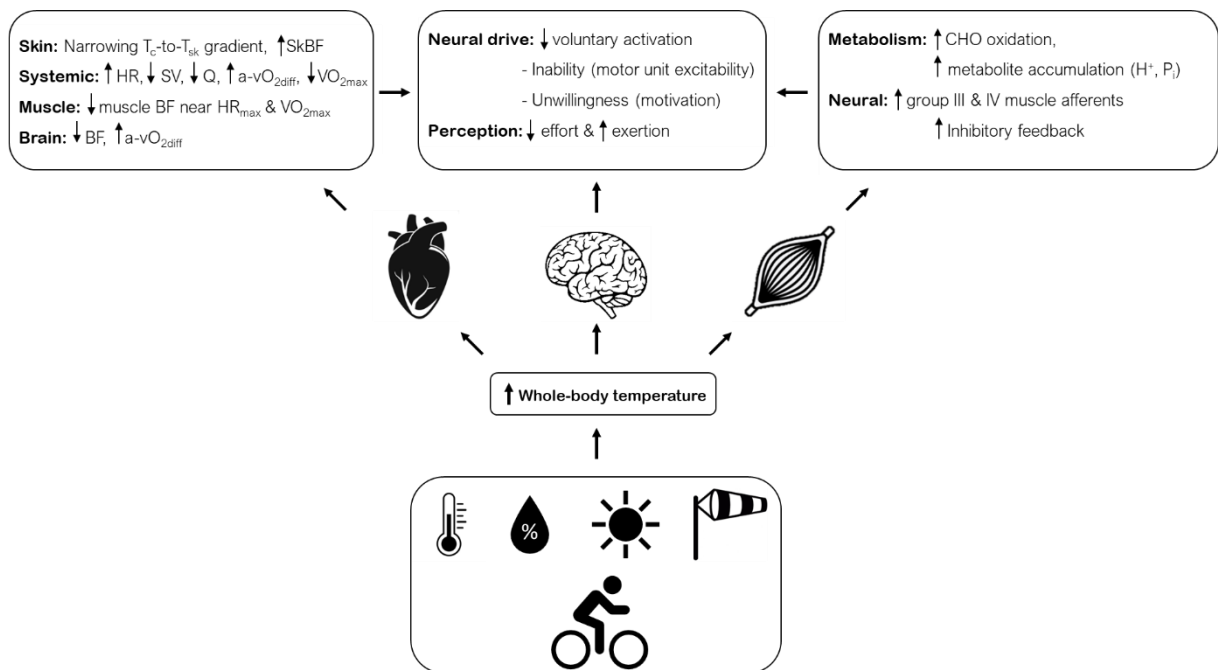 Skin: Narrowing Tc-to-Tsk gradient, ↑SkBF
Systemic: ↑HR, ↓ SV, ↓ Q, ↑ a-vO2diff, ↓VO2max
Muscle: ↓ muscle BF near HRmax & VO2max
Brain: ↓ BF, ↑a-vO2diff
Neural drive: ↓ voluntary activation
- Inability (motor unit excitability)
- Unwillingness (motivation)
Perception: ↓ effort & ↑ exertion
Metabolism: ↑ CHO oxidation,
↑ metabolite accumulation (H+, Pi)
Neural: ↑ group III & IV muscle afferents
↑ Inhibitory feedback
↑ Whole-body temperature
%